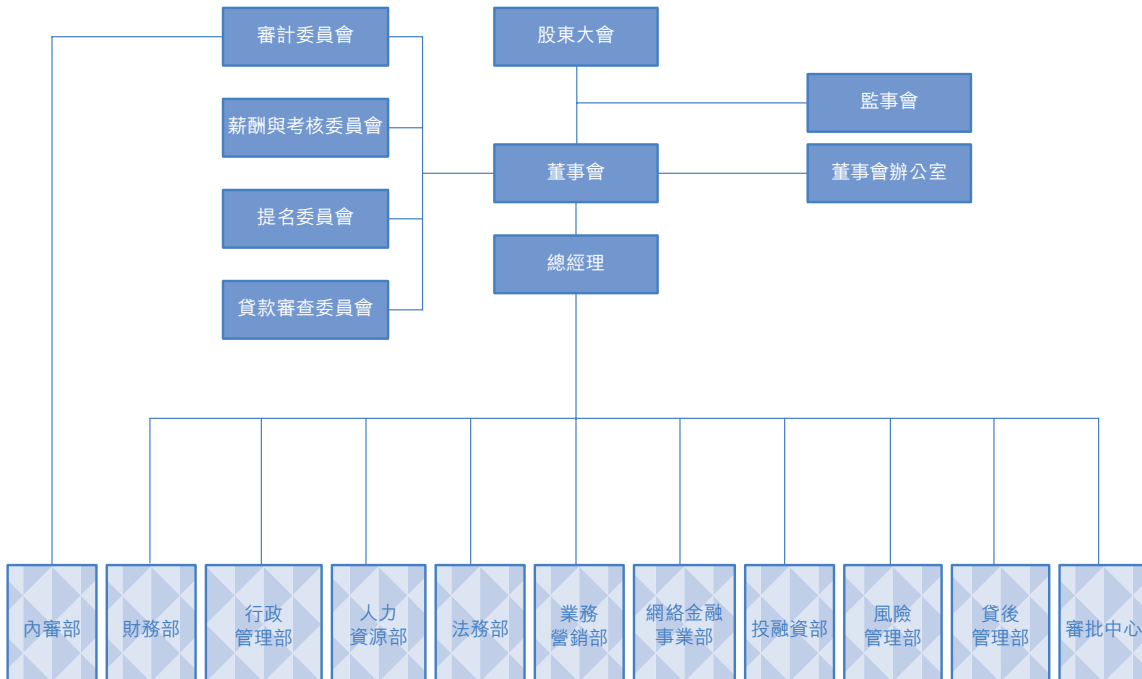 審計委員會
股東大會
監事會
薪酬與考核委員會
董事會
董事會辦公室
提名委員會
總經理
貸款審查委員會
內審部
財務部
行政
管理部
人力
資源部
法務部
業務
營銷部
網絡金融
事業部
投融資部
風險
管理部
貸後
管理部
審批中心